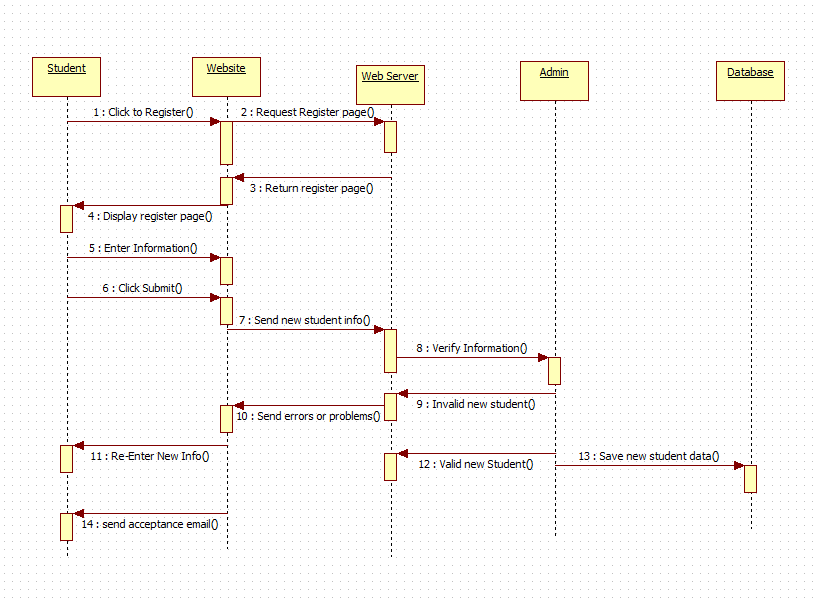 Student
Website
Web Server
Admin
Database
1 : Click to Register()
2 : Request Register page()
3 : Return register page()
4 : Display register page()
5 : Enter Information()
6 : Click Submit()
7 : Send new student info()
8 : Verify Information()
9 : Invalid new student()
10 : Send errors or problems()
11 : Re-Enter New Info()
12 : Valid new Student()
13 : Save new student data()
14 : send acceptance email()